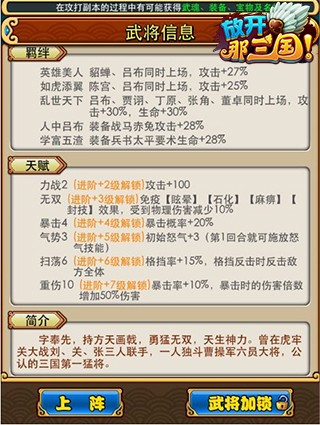 在攻打副本的过程中有可能获得武魂、装备、宝物及名
放开那三国!
武将信息
羁绊
英雄美人 貂蝉、吕布同时上场，攻击+27%
如虎添翼 陈宫、吕布同时上场，攻击+25%
乱世天下 吕布、贾诩、丁原、张角、董卓同时上场，攻
击+30%，生命+30%
人中吕布 装备战马赤兔攻击+28%
学富五渣 装备兵书太平要术生命+28%
天赋
力战2 (进阶+2级解锁)攻击+100
无双 (进阶+3级解锁)免疫【眩晕】【石化】【麻痹】【
封技】效果，受到物理伤害减少10%
暴击4 (进阶+4级解锁)暴击概率+20%
气势3 (进阶+5级解锁)初始怒气+3（第1回合就可施放怒
气技能）
扫荡6 (进阶+6级解锁)格挡率+15%，格挡后反击时反击敌
方全体
重伤10 (进阶+7级解锁)暴击率+10%，暴击时的伤害倍数
增加50%伤害
简介
字奉先，持方天画戟，勇猛无双，天生神力。曾在虎牢
关大战刘、关、张三人联手，一人独斗曹操军六员大将，公
认的三国第一猛将。
上 阵
武将加锁